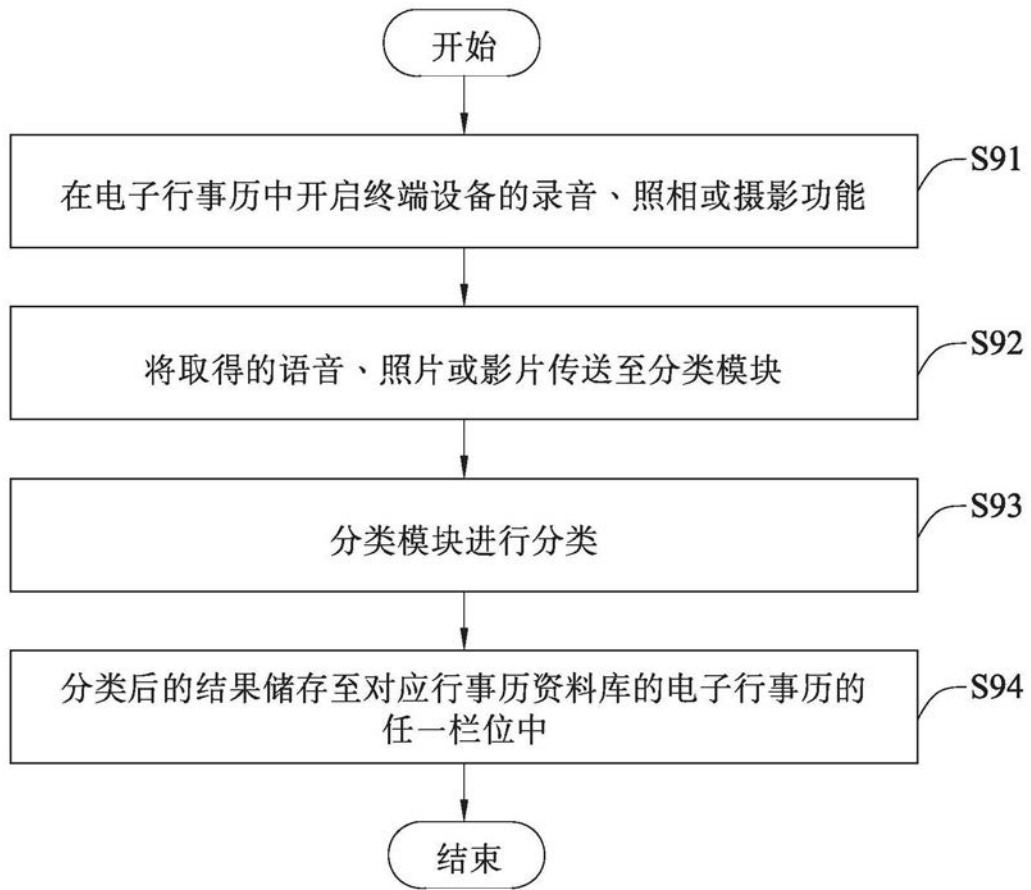 开始
在电子行事历中开启终端设备的录音、照相或摄影功能
S91
将取得的语音、照片或影片传送至分类模块
S92
分类模块进行分类
S93
分类后的结果储存至对应行事历资料库的电子行事历的
任一栏位中
S94
结束